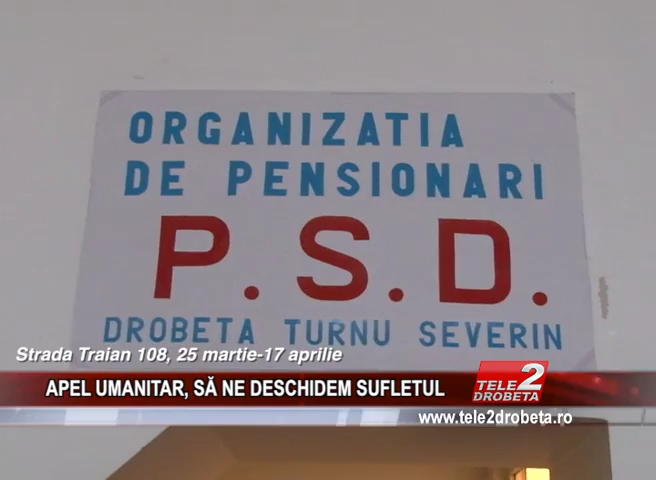 ORGANIZATIA
DE PENSIONARI
P.S.D.
DROBETA TURNU SEVERIN
Strada Traian 108, 25 martie-17 aprilie
APEL UMANITAR, SĂ NE DESCHIDEM SUFLETUL
TELE 2
DROBETA
www.tele2drobeta.ro